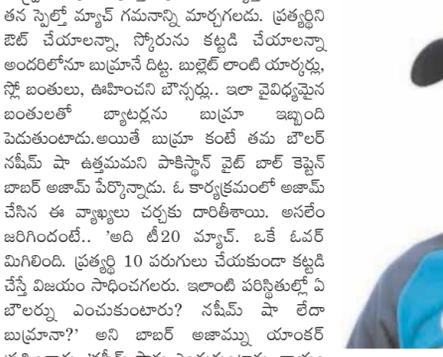 తన స్పెల్తో మ్యాచ్ గమనాన్ని మార్చగలడు. ప్రత్యర్థిని
ఔట్ చేయాలన్నా, స్కోరును కట్టడి చేయాలన్నా
అందరిలోనూ బుమ్రానే దిట్ట. బుల్లెట్ లాంటి యార్కర్లు,
స్లో బంతులు, ఊహించని బౌన్సర్లు.. ఇలా వైవిధ్యమైన
బంతులతో బ్యాటర్లను బుమ్రా ఇబ్బంది
పెడుతుంటాడు.అయితే బుమ్రా కంటే తమ బౌలర్
నషీమ్ షా ఉత్తమమని పాకిస్థాన్ వైట్ బాల్ కెప్టెన్
బాబర్ అజామ్ పేర్కొన్నాడు. ఓ కార్యక్రమంలో అజామ్
చేసిన ఈ వ్యాఖ్యలు చర్చకు దారితీశాయి. అసలేం
జరిగిందంటే.. 'అది టీ20 మ్యాచ్. ఒకే ఓవర్
మిగిలింది. ప్రత్యర్థి 10 పరుగులు చేయకుండా కట్టడి
చేస్తే విజయం సాధించగలరు. ఇలాంటి పరిస్థితుల్లో ఏ
బౌలర్ను ఎంచుకుంటారు? నషీమ్ షా లేదా
బుమ్రానా?' అని బాబర్ అజామ్ను యాంకర్